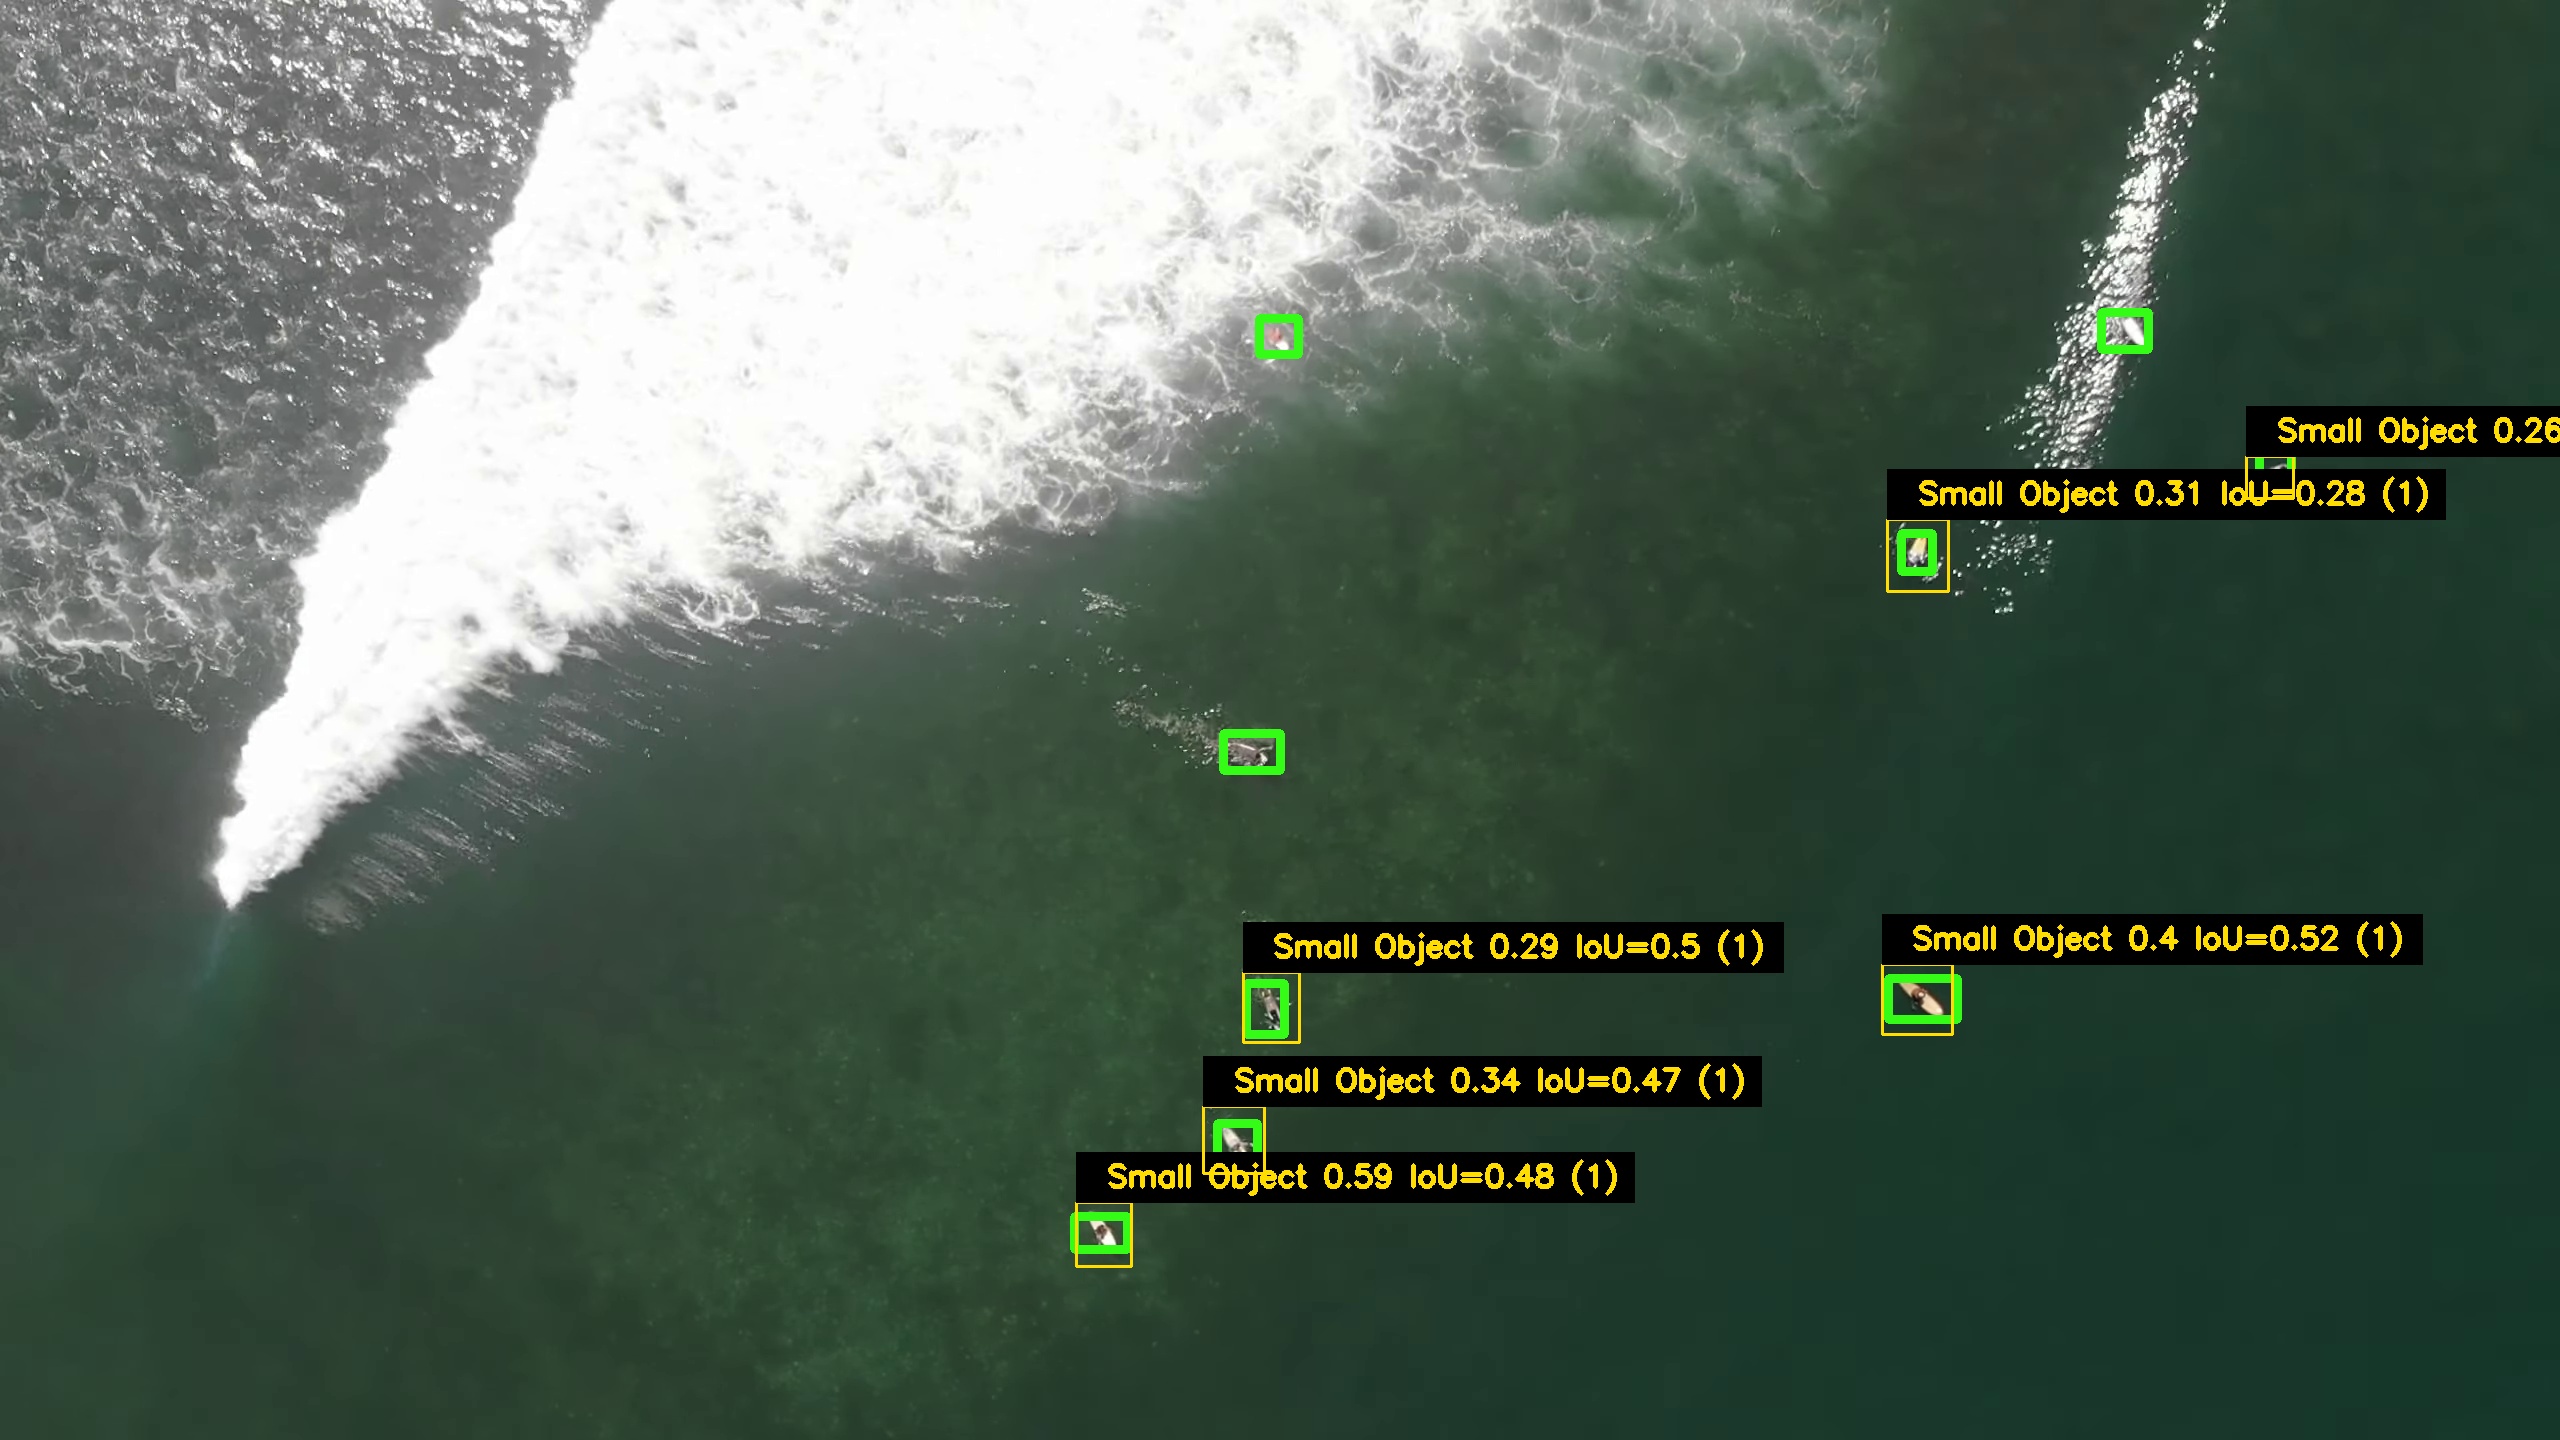 Small Object 0.26
Small Object 0.31 IoU=0.28 (1)
Small Object 0.4 IoU=0.52 (1)
Small Object 0.29 IoU=0.5 (1)
Small Object 0.34 IoU=0.47 (1)
Small Object 0.59 IoU=0.48 (1)